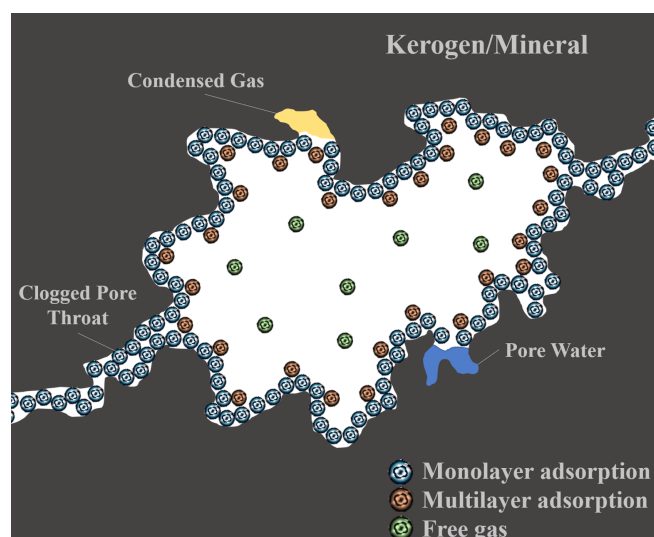 Kerogen/Mineral
Condensed Gas
Clogged Pore
Throat
Pore Water
Monolayer adsorption
Multilayer adsorption
Free gas